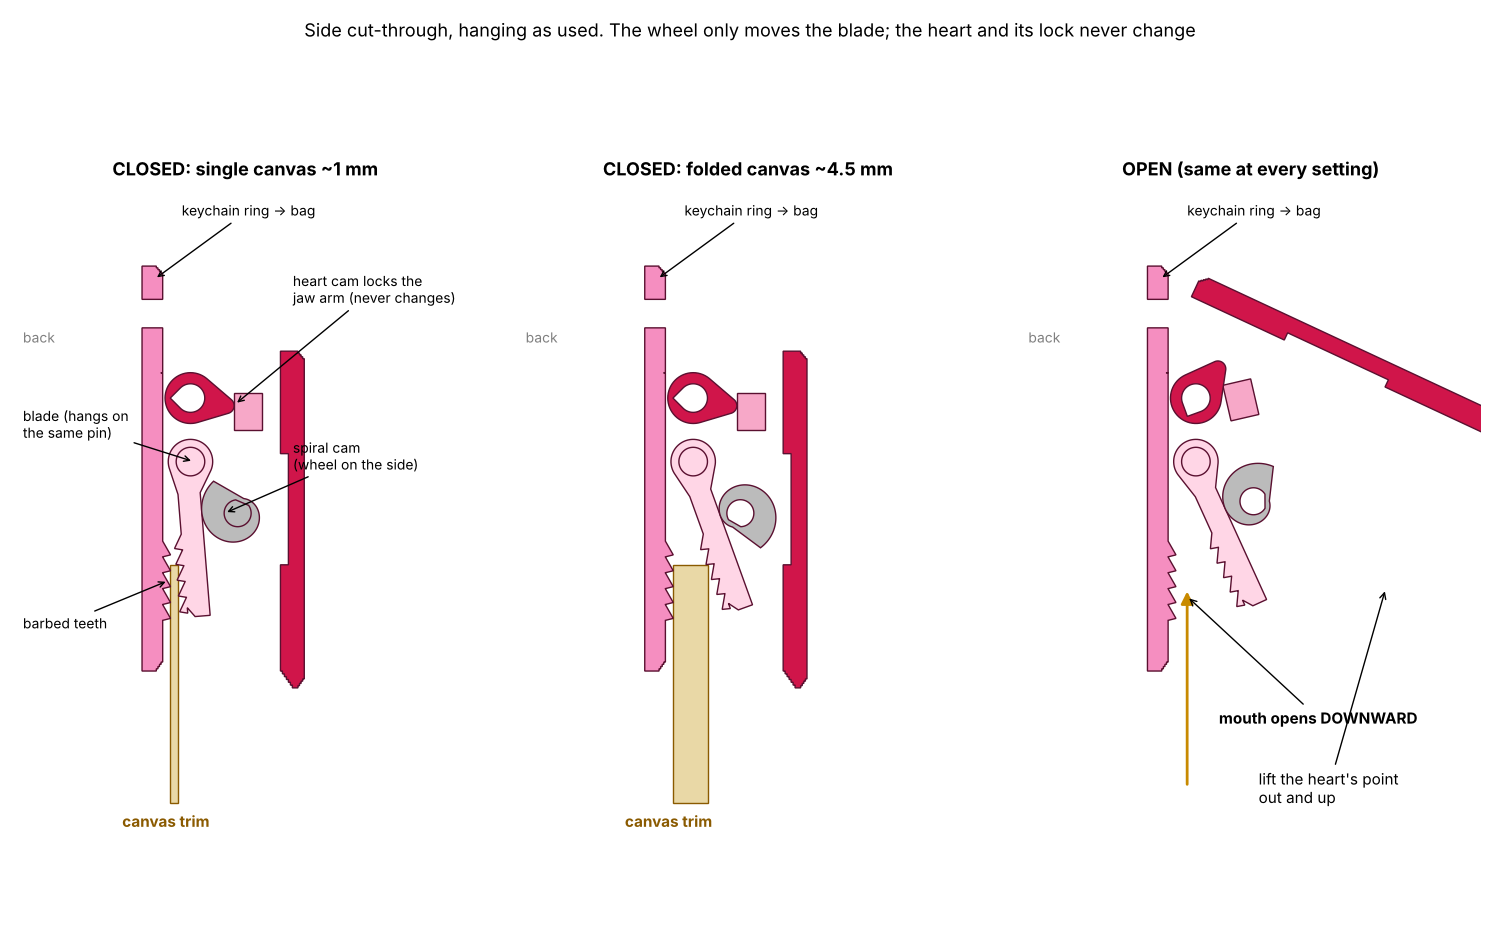 Side cut-through, hanging as used. The wheel only moves the blade; the heart and its lock never change
CLOSED: single canvas ~1 mm
keychain ring → bag
heart cam locks the
jaw arm (never changes)
back
blade (hangs on
the same pin)
spiral cam
(wheel on the side)
barbed teeth
canvas trim
CLOSED: folded canvas ~4.5 mm
keychain ring → bag
back
canvas trim
OPEN (same at every setting)
keychain ring → bag
back
mouth opens DOWNWARD
lift the heart's point
out and up